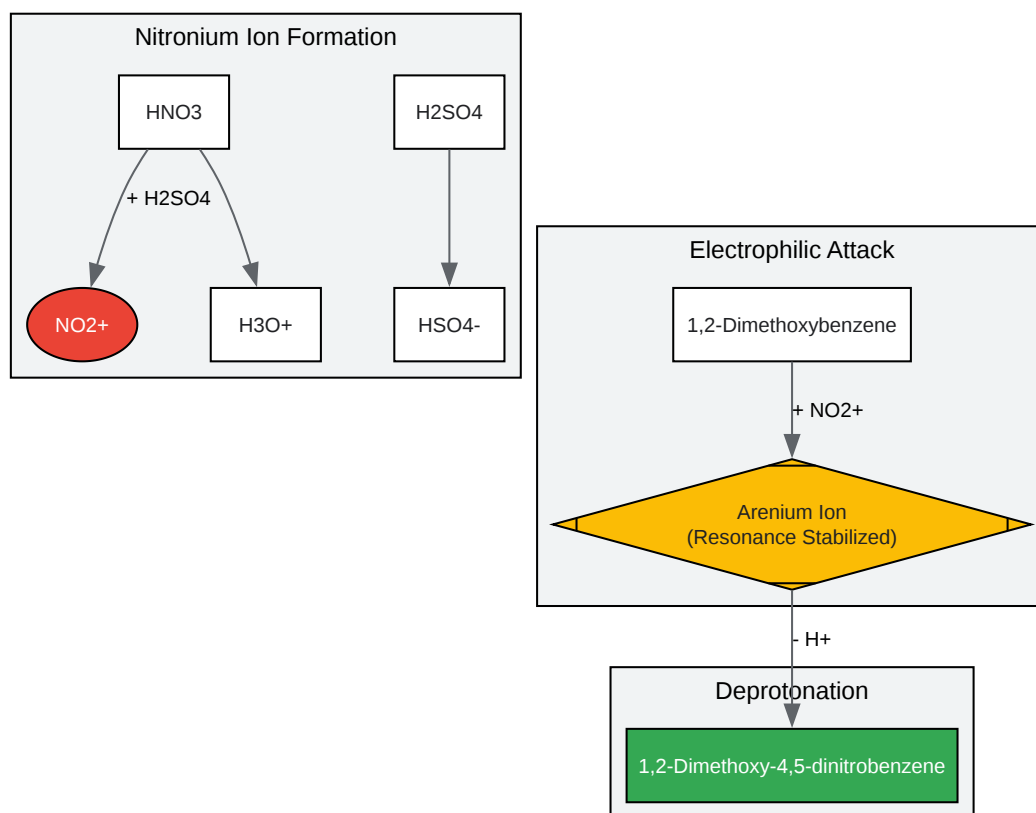 Nitronium Ion Formation
HNO3
H2SO4
+ H2SO4
NO2+
H3O+
HSO4-
Electrophilic Attack
1,2-Dimethoxybenzene
+ NO2+
Arenium Ion
(Resonance Stabilized)
- H+
Deprotonation
1,2-Dimethoxy-4,5-dinitrobenzene